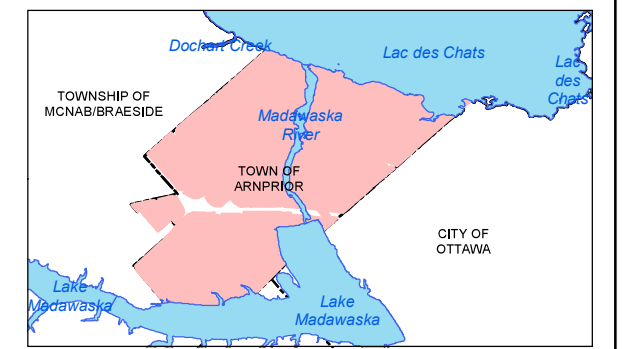 Dochart Creek
Lac des Chats
Lac
des
Chats
TOWNSHIP OF
MCNAB/BRAESIDE
Madawaska
River
TOWN OF
ARNPRIOR
CITY OF
OTTAWA
Lake
Madawaska
Lake
Madawaska